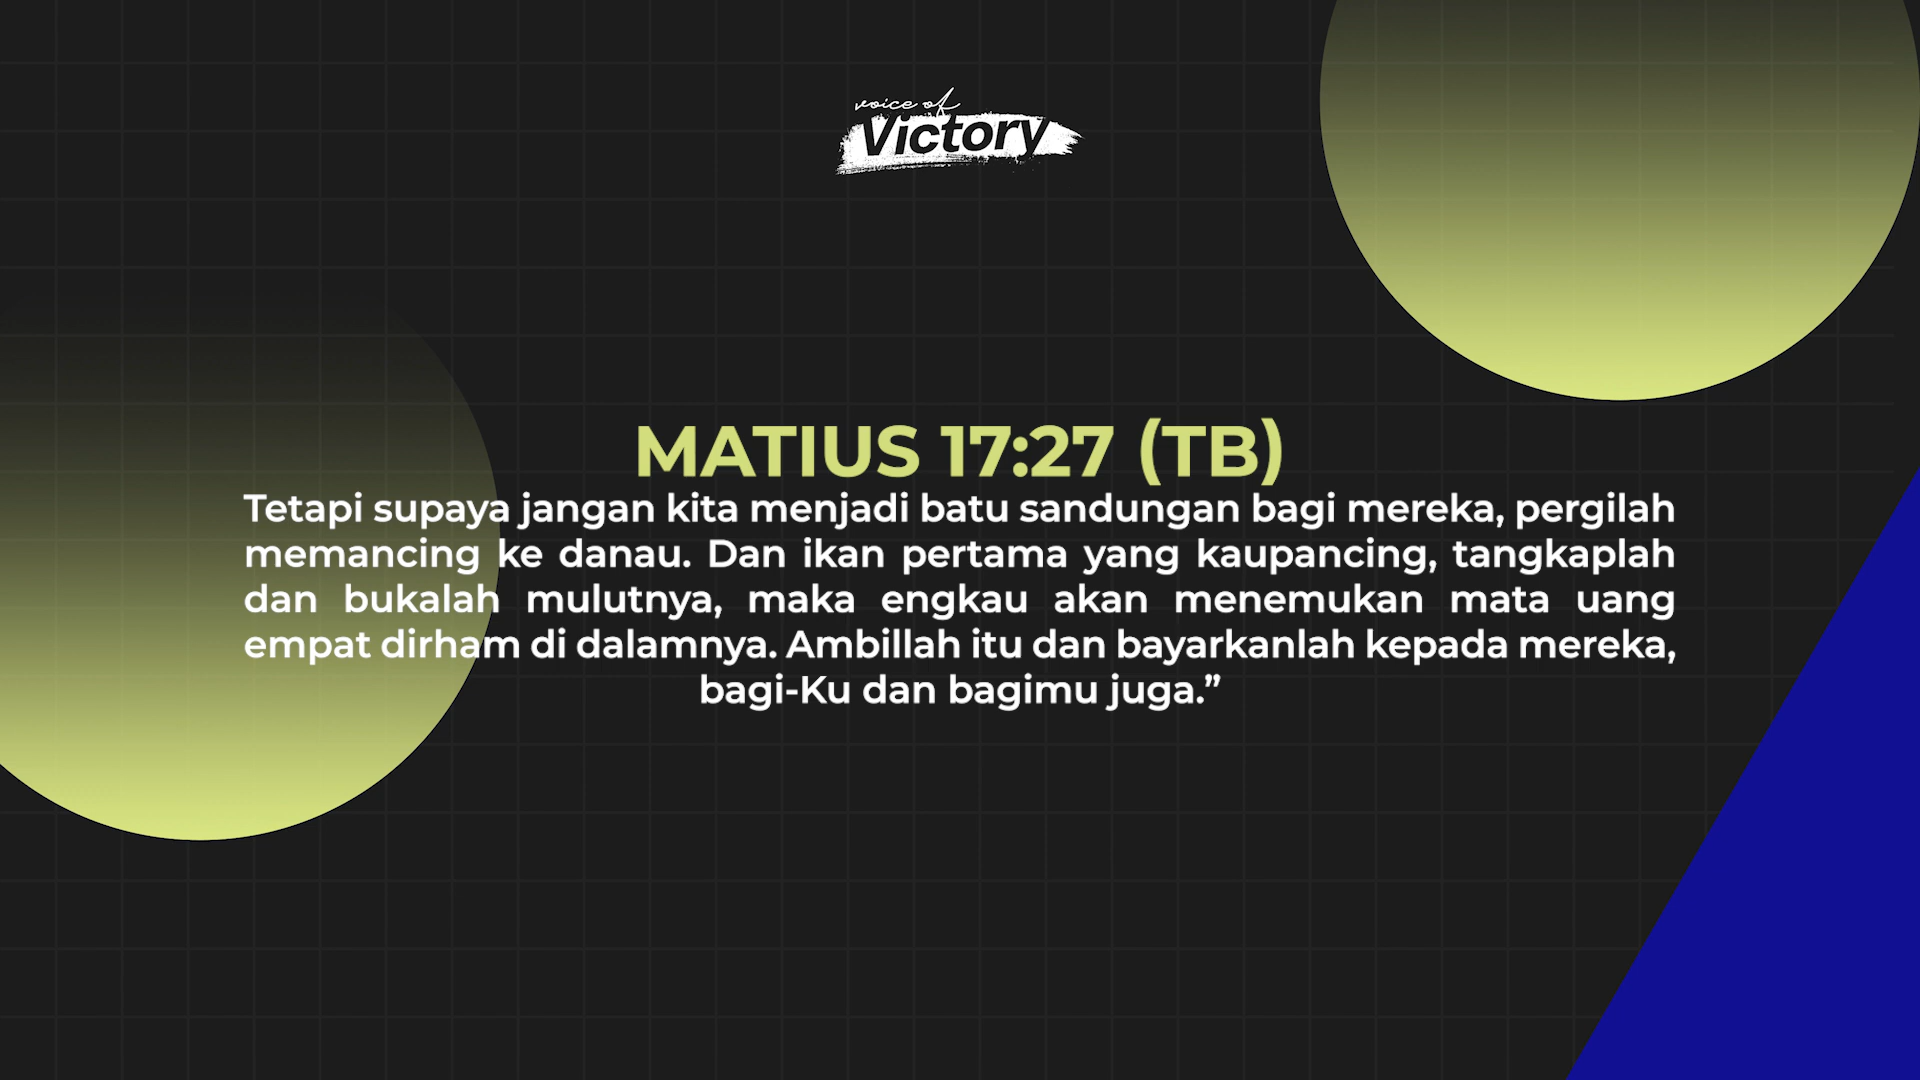 voice of
Victory
MATIUS 17:27 (TB)
Tetapi supaya jangan kita menjadi batu sandungan bagi mereka, pergilah
memancing ke danau. Dan ikan pertama yang kaupancing, tangkaplah
dan bukalah mulutnya, maka engkau akan menemukan mata uang
empat dirham di dalamnya. Ambillah itu dan bayarkanlah kepada mereka,
bagi-Ku dan bagimu juga.”